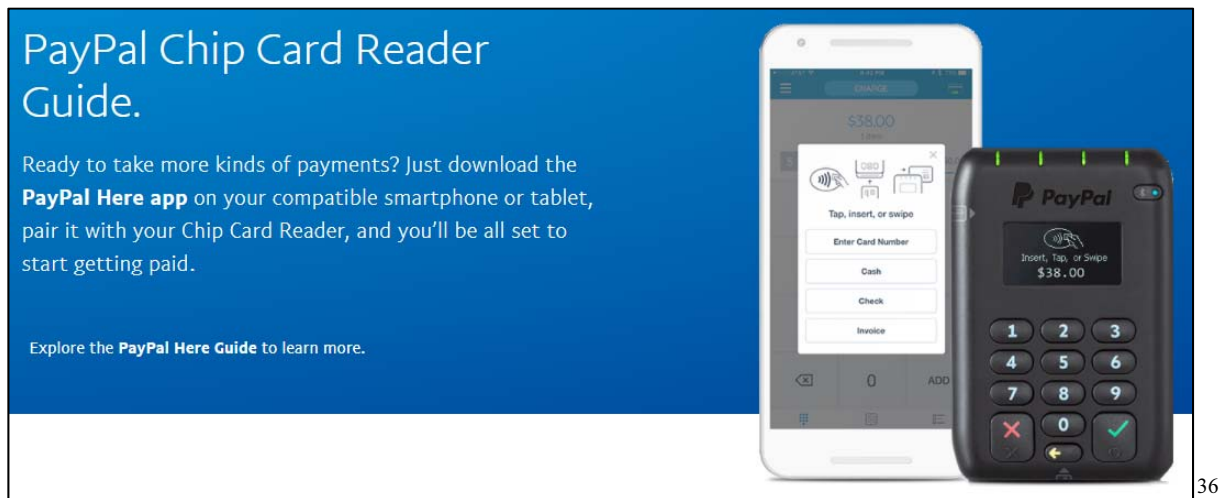 PayPal Chip Card Reader
Guide.
Ready to take more kinds of payments? Just download the
PayPal Here app on your compatible smartphone or tablet,
pair it with your Chip Card Reader, and you'll be all set to
start getting paid.
Explore the PayPal Here Guide to learn more.
CHARGE
$38.00
Tap, insert, or swipe
Enter Card Number
Cash
Check
Invoice
0
ADD
PayPal
Insert, Tap, or Swipe
$38.00
1 2 3
4 5 6
7 8 9
0
36